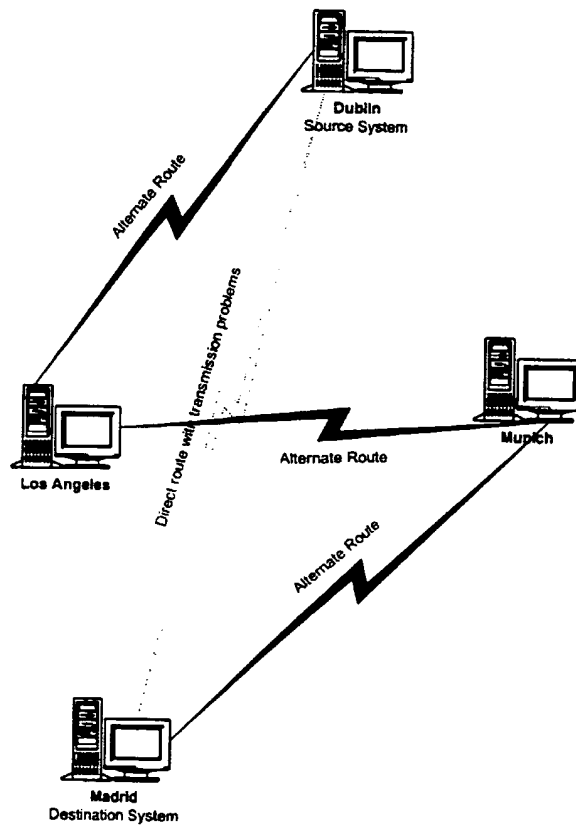 Dublin
Source System
Alternate Route
Direct route with transmission problems
Munich
Alternate Route
Los Angeles
Alternate Route
Madrid
Destination System